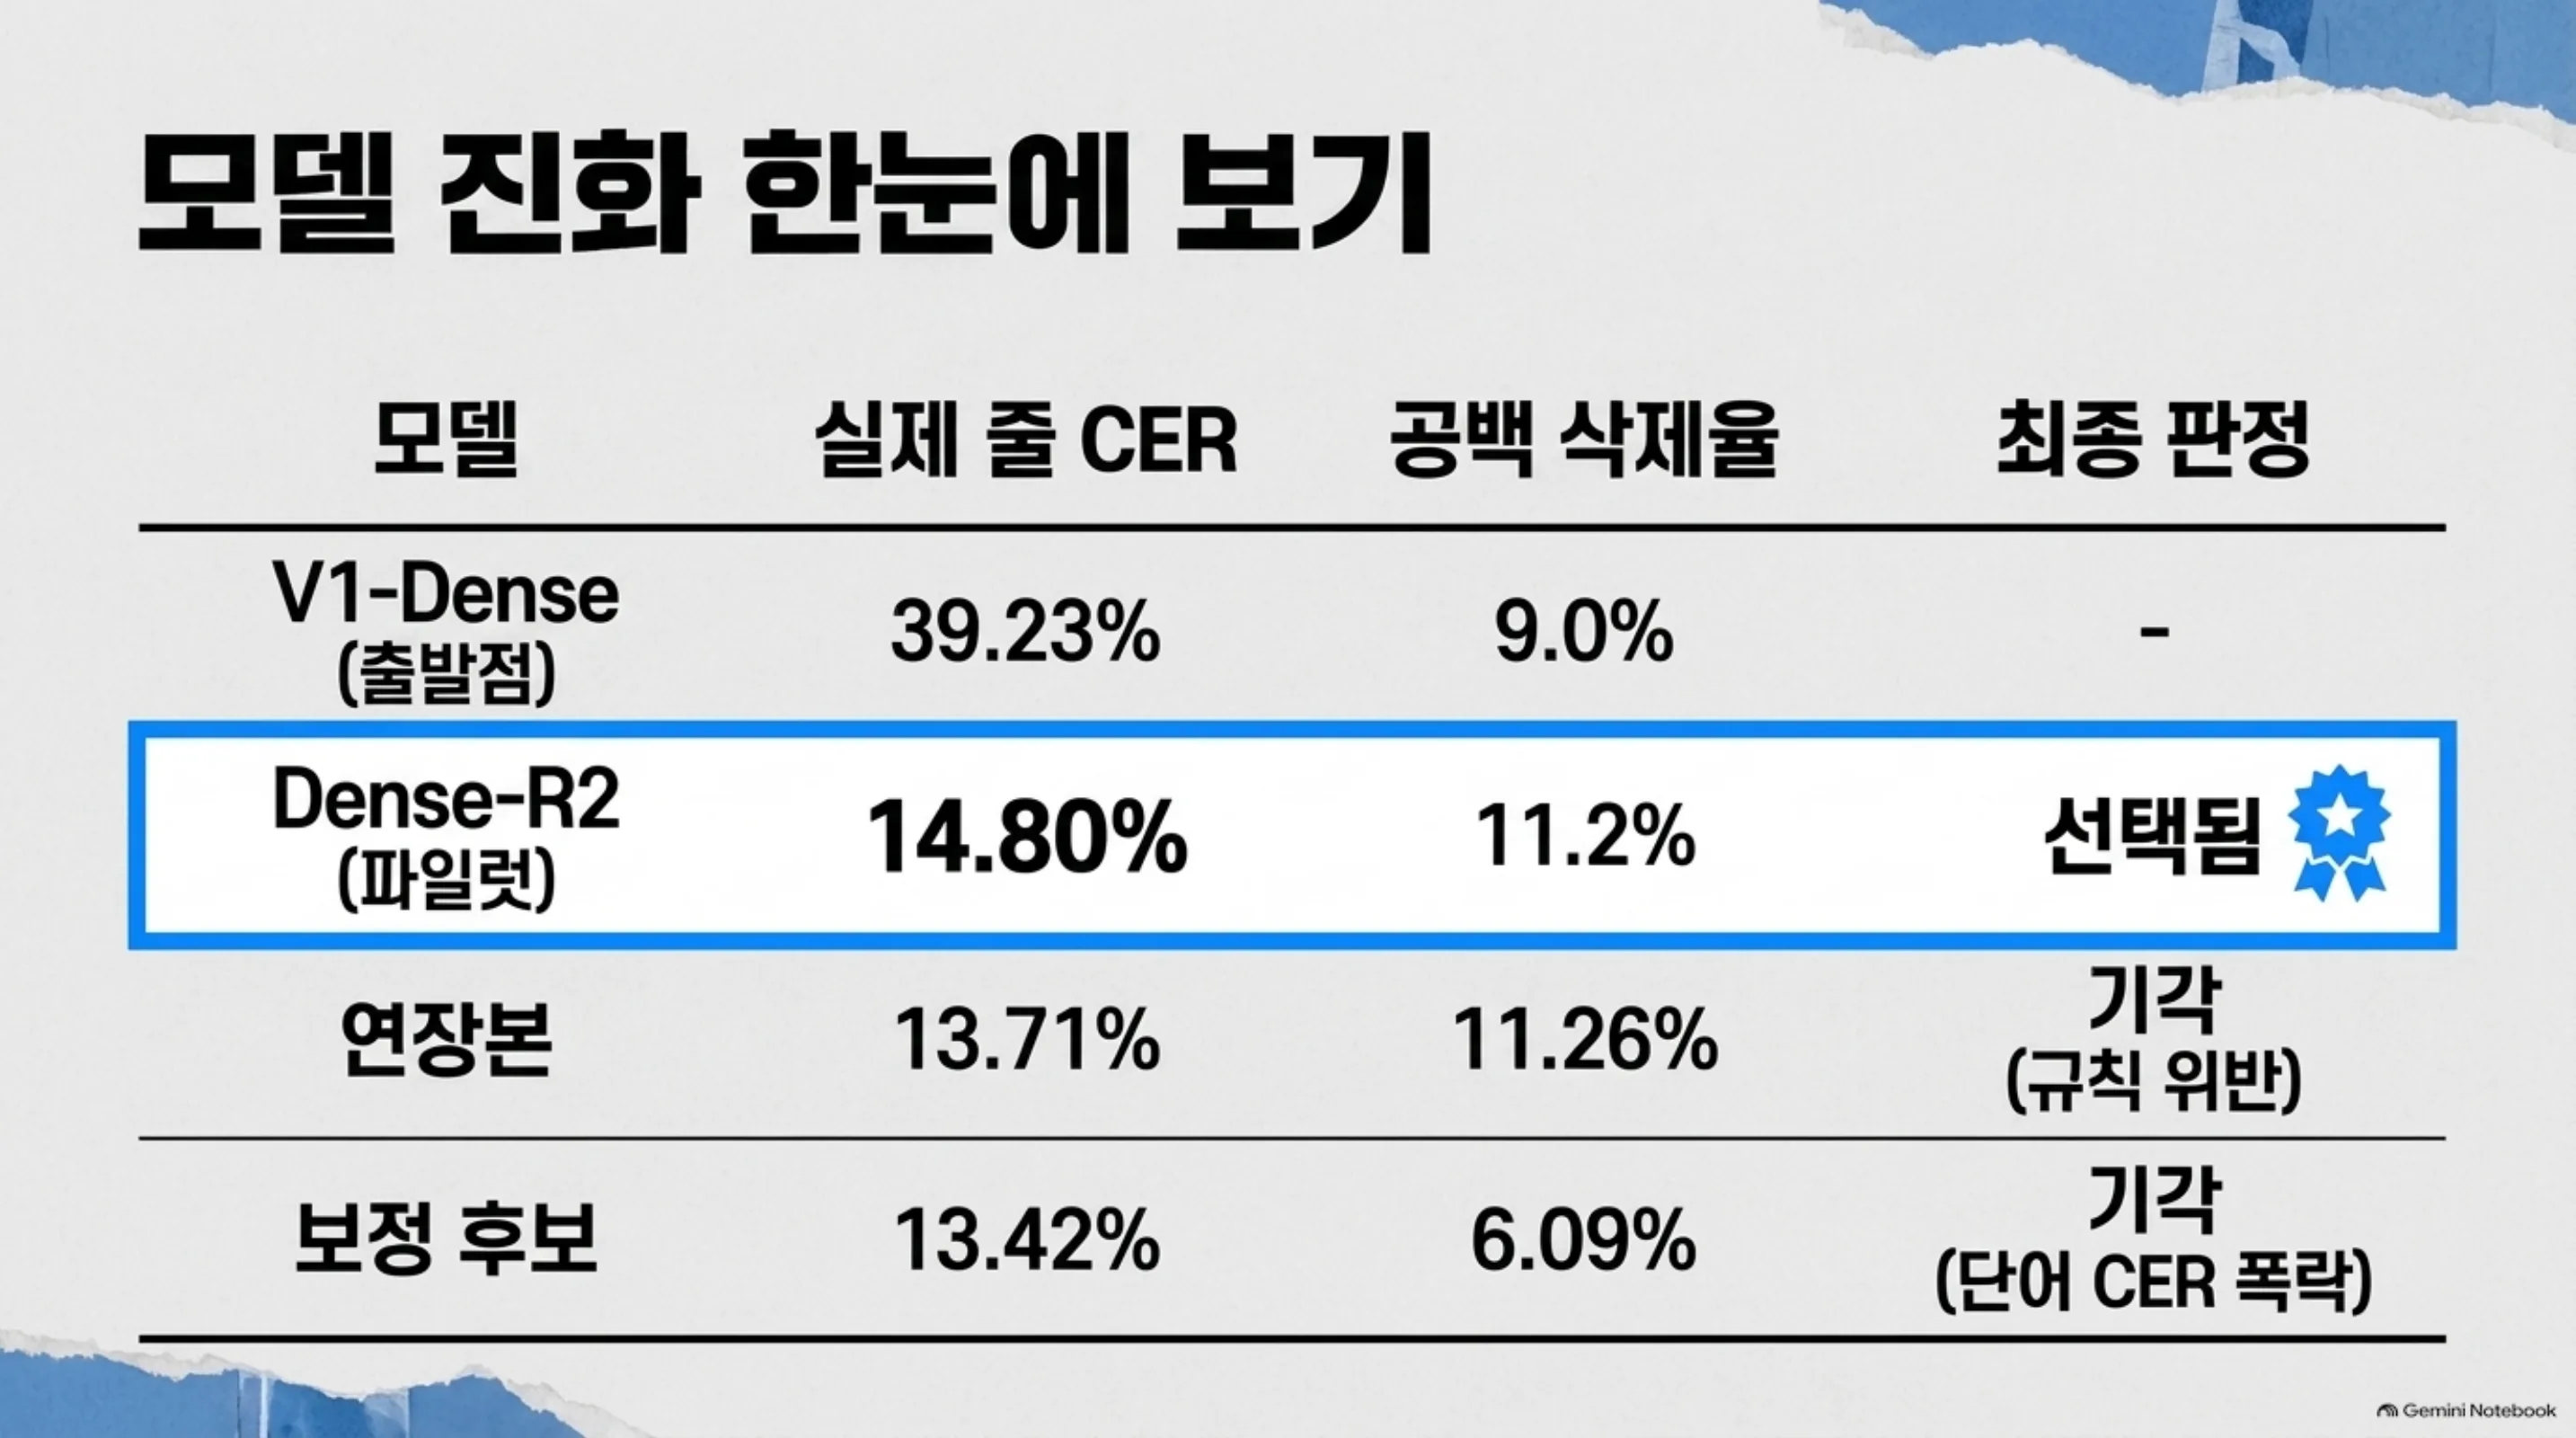 모델 진화 한눈에 보기
모델 실제 줄 CER 공백 삭제율 최종 판정
V1-Dense
(출발점)
39.23% 9.0% -
Dense-R2
(파일럿)
14.80% 11.2% 선택됨
연장본 13.71% 11.26% 기각
(규칙 위반)
보정 후보 13.42% 6.09% 기각
(단어 CER 폭락)
Gemini Notebook